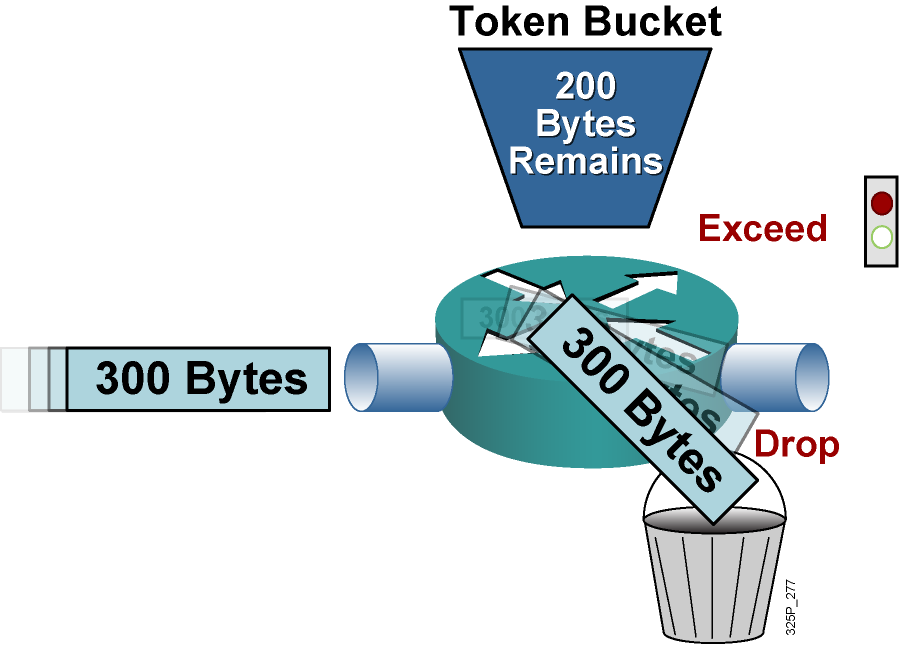 Token Bucket
200
Bytes
Remains
Exceed
300 Bytes
300 Bytes
Drop
325P_277